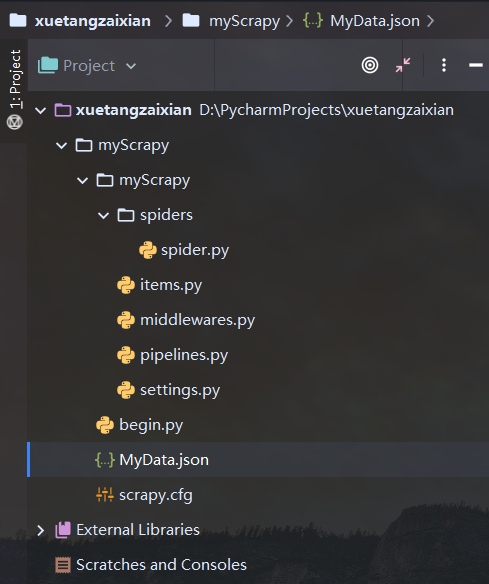 xuetangzaixian myScrapy MyData.json
1: Project
Project
xuetangzaixian D:\PycharmProjects\xuetangzaixian
myScrapy
myScrapy
spiders
spider.py
items.py
middlewares.py
pipelines.py
settings.py
begin.py
MyData.json
scrapy.cfg
External Libraries
Scratches and Consoles